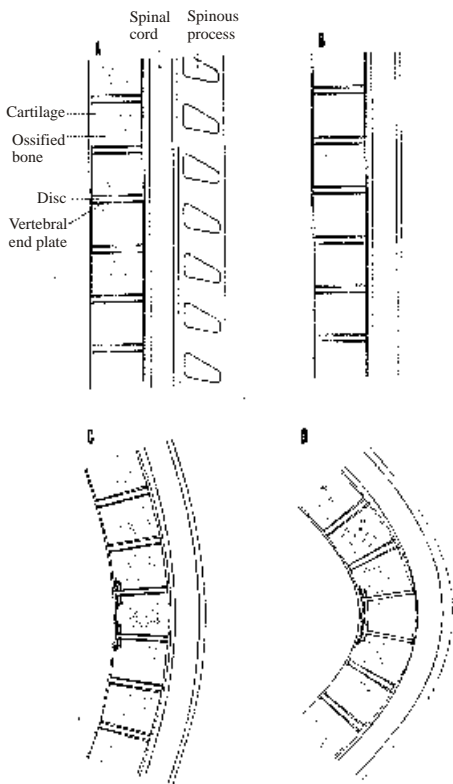 Spinal Spinous
cord process
A B
Cartilage
Ossified
bone
Disc
Vertebral
end plate
C D